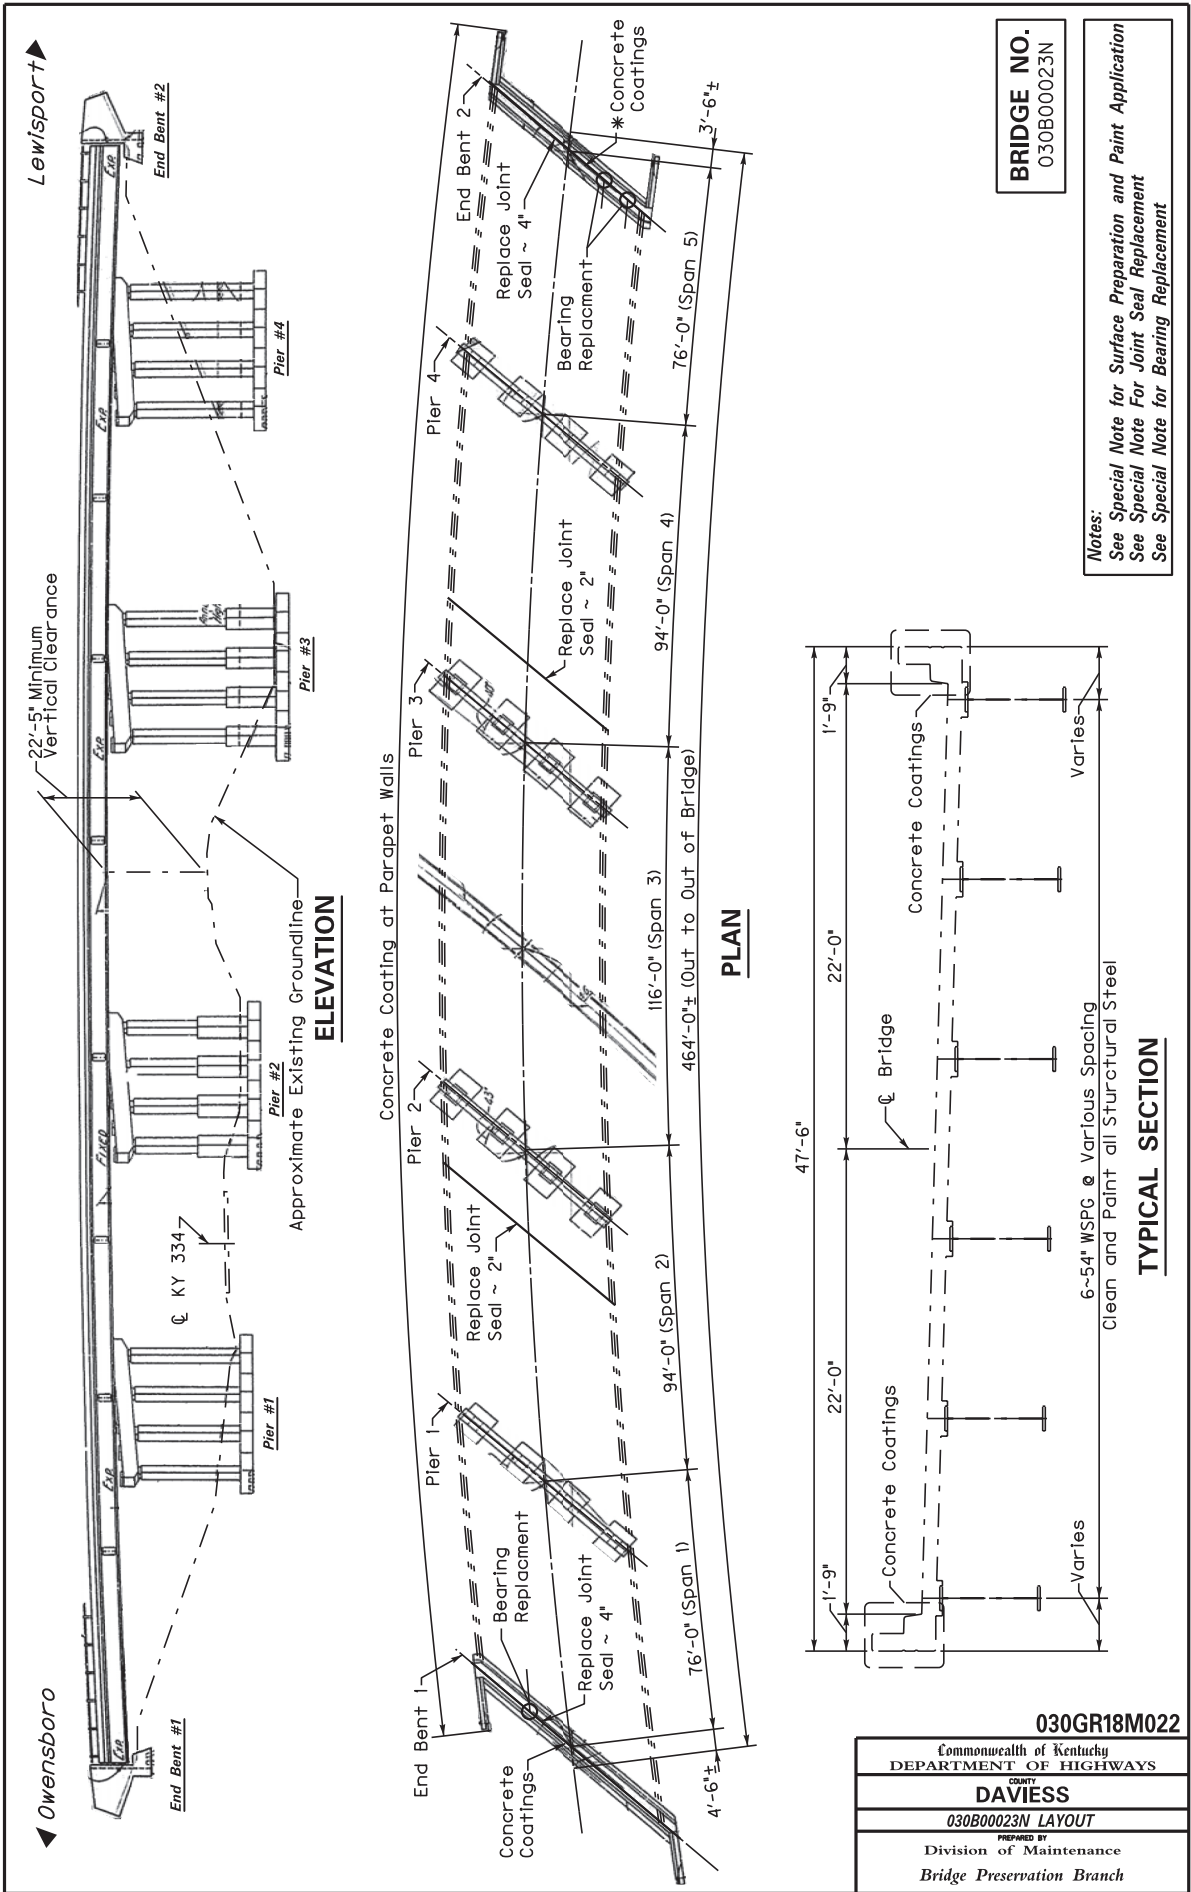 Owensboro
Lewisport
End Bent #1
Exp.
Exp.
FIXED
Exp.
Exp.
Exp.
End Bent #2
Pier #1
Pier #2
Pier #3
Pier #4
℄ KY 334
22'-5" Minimum
Vertical Clearance
Approximate Existing Groundline
ELEVATION
Concrete Coating at Parapet Walls
End Bent 1
Pier 1
Pier 2
Pier 3
Pier 4
End Bent 2
Bearing
Replacment
Replace Joint
Seal ~ 4"
Concrete
Coatings
Replace Joint
Seal ~ 2"
Replace Joint
Seal ~ 2"
Replace Joint
Seal ~ 4"
Bearing
Replacment
*Concrete
Coatings
4'-6"±
76'-0" (Span 1)
94'-0" (Span 2)
116'-0" (Span 3)
94'-0" (Span 4)
76'-0" (Span 5)
3'-6"±
464'-0"± (Out to Out of Bridge)
PLAN
47'-6"
1'-9"
22'-0"
22'-0"
1'-9"
℄ Bridge
Concrete Coatings
Concrete Coatings
Varies
6~54" WSPG @ Various Spacing
Varies
Clean and Paint all Sturctural Steel
TYPICAL SECTION
BRIDGE NO.
030B00023N
Notes:
See Special Note for Surface Preparation and Paint Application
See Special Note For Joint Seal Replacement
See Special Note for Bearing Replacement
030GR18M022
Commonwealth of Kentucky
DEPARTMENT OF HIGHWAYS
COUNTY
DAVIESS
030B00023N LAYOUT
PREPARED BY
Division of Maintenance
Bridge Preservation Branch